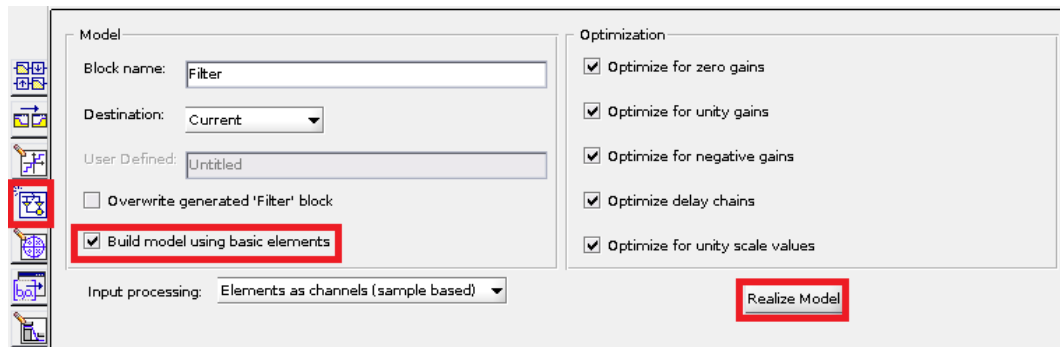 Model
Block name: Filter
Destination: Current
User Defined: Untitled
Overwrite generated 'Filter' block
Build model using basic elements
Input processing: Elements as channels (sample based)
Optimization
Optimize for zero gains
Optimize for unity gains
Optimize for negative gains
Optimize delay chains
Optimize for unity scale values
Realize Model